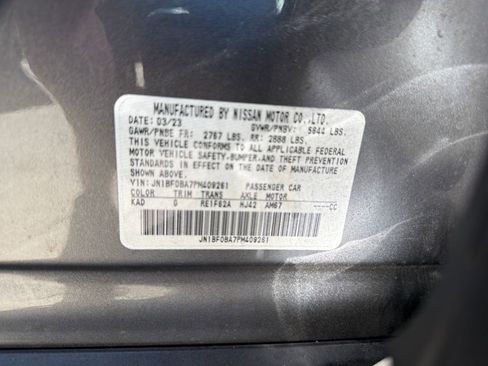 MANUFACTURED BY NISSAN MOTOR CO.,LTD.
DATE: 03/23 GVWR/PNBV: 5644 LBS.
GAWR/PNBE FR: 2767 LBS. RR: 2888 LBS.
THIS VEHICLE CONFORMS TO ALL APPLICABLE FEDERAL
MOTOR VEHICLE SAFETY,BUMPER,AND THEFT PREVENTION
STANDARDS IN EFFECT ON THE DATE OF MANUFACTURE
SHOWN ABOVE.
VIN: JN1BF0BA7PM409261 PASSENGER CAR
COLOR TRIM TRANS AXLE MOTOR
KAD G RE1F62A HJ42 AM67 ----CC
JN1BF0BA7PM409261